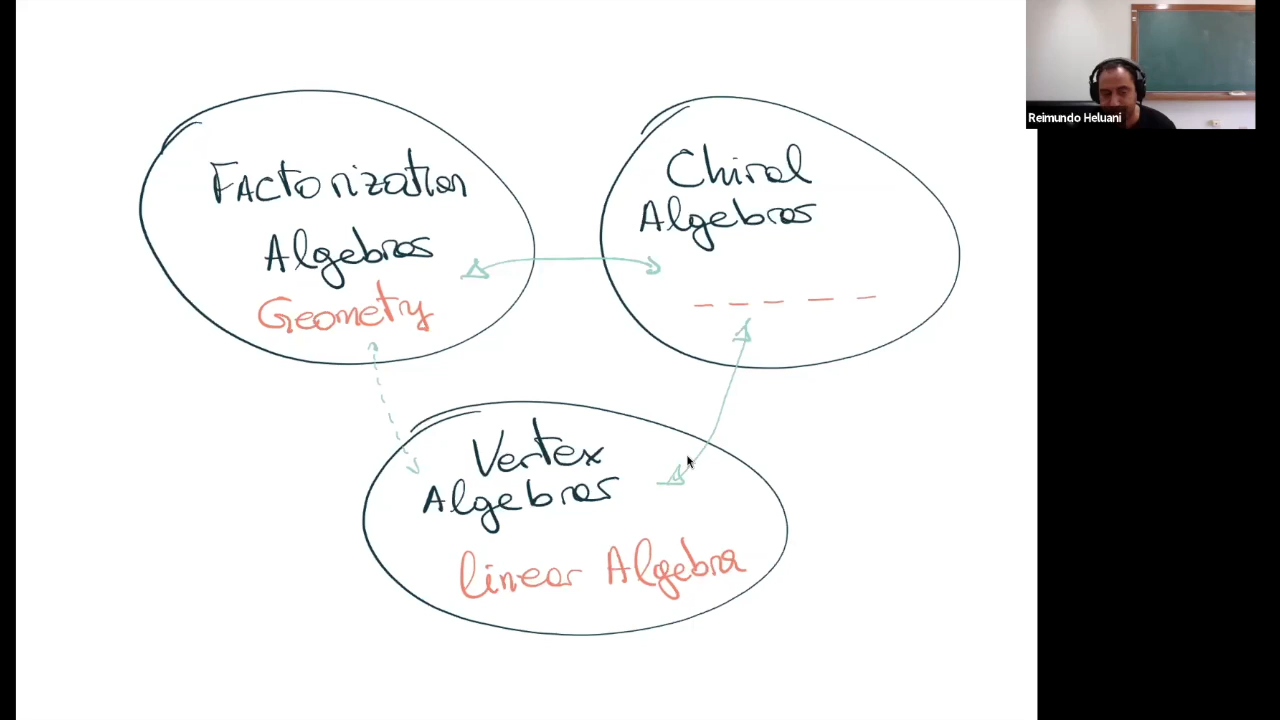 Factorization
Algebras
Geometry
Chiral
Algebras
Vertex
Algebras
linear Algebra
Reimundo Heluani